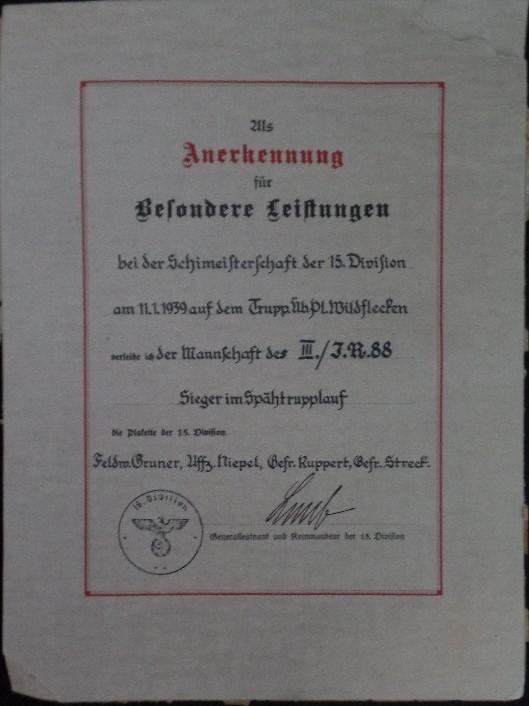 Als
Anerkennung
für
Besondere Leistungen
bei der Schimeisterschaft der 15. Division
am 11.1.1939 auf dem Trupp.Üb.Pl. Wildflecken
verleihe ich der Mannschaft des III./J.R.88
Sieger im Spähtrupplauf
die Plakette der 15. Division.
Feldw. Gruner, Uffz. Niepel, Gefr. Ruppert, Gefr. Streck.
15. Division
Generalleutnant und Kommandeur der 15. Division